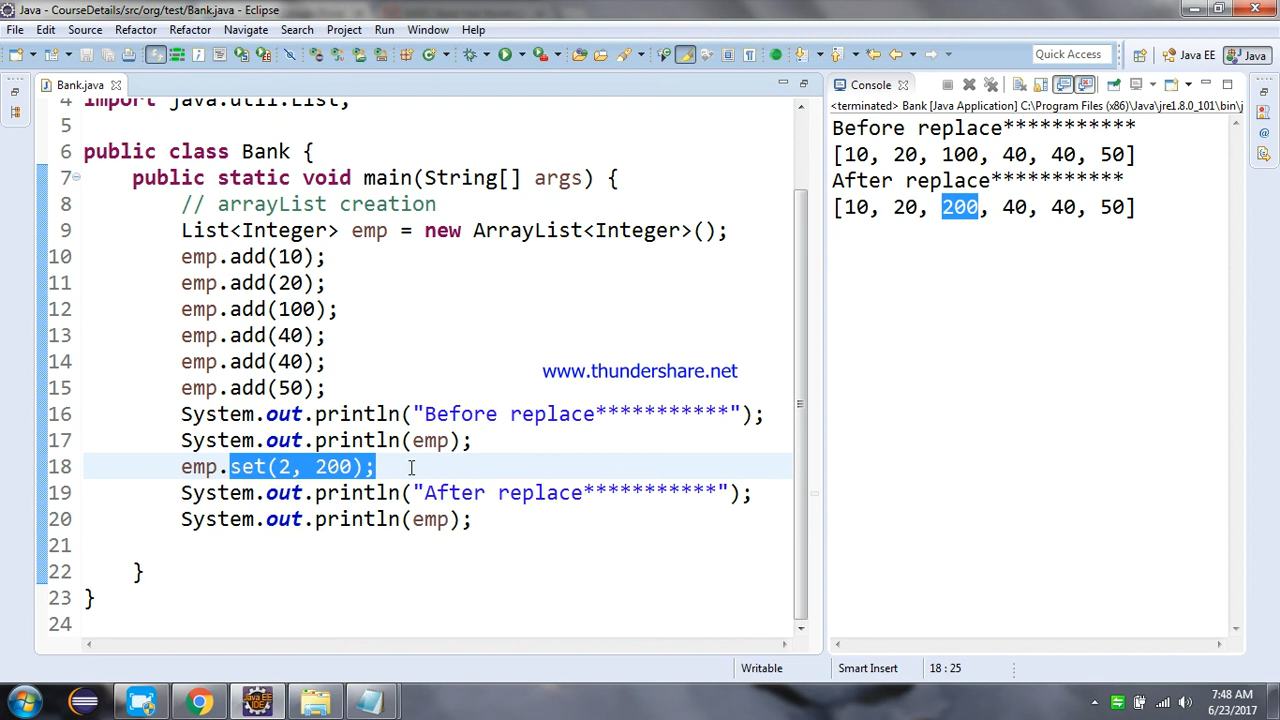 Java - CourseDetails/src/org/test/Bank.java - Eclipse
File Edit Source Refactor Refactor Navigate Search Project Run Window Help
Quick Access
Java EE
Java
Bank.java
4 import java.util.List;
5
6 public class Bank {
7 public static void main(String[] args) {
8 // arrayList creation
9 List<Integer> emp = new ArrayList<Integer>();
10 emp.add(10);
11 emp.add(20);
12 emp.add(100);
13 emp.add(40);
14 emp.add(40);
15 emp.add(50);
www.thundershare.net
16 System.out.println("Before replace***********");
17 System.out.println(emp);
18 emp.set(2, 200);
19 System.out.println("After replace***********");
20 System.out.println(emp);
21
22 }
23 }
24
Console
<terminated> Bank [Java Application] C:\Program Files (x86)\Java\jre1.8.0_101\bin\j
Before replace***********
[10, 20, 100, 40, 40, 50]
After replace***********
[10, 20, 200, 40, 40, 50]
Writable
Smart Insert
18 : 25
Java EE
IDE
7:48 AM
6/23/2017